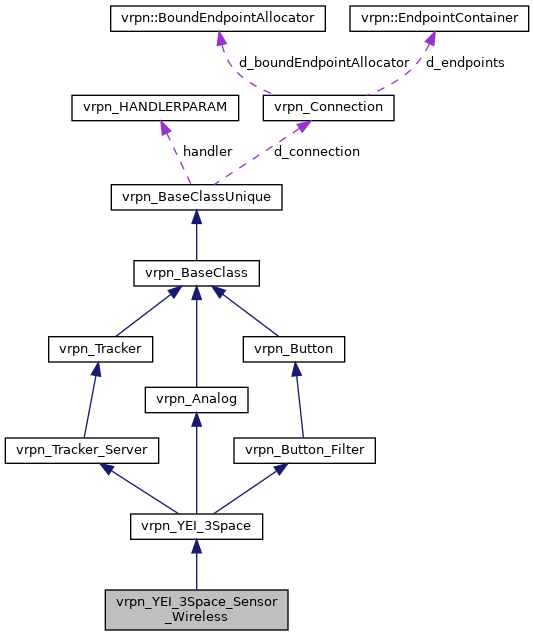 vrpn::BoundEndpointAllocator
vrpn::EndpointContainer
d_boundEndpointAllocator
d_endpoints
vrpn_HANDLERPARAM
vrpn_Connection
handler
d_connection
vrpn_BaseClassUnique
vrpn_BaseClass
vrpn_Tracker
vrpn_Button
vrpn_Analog
vrpn_Tracker_Server
vrpn_Button_Filter
vrpn_YEI_3Space
vrpn_YEI_3Space_Sensor
_Wireless